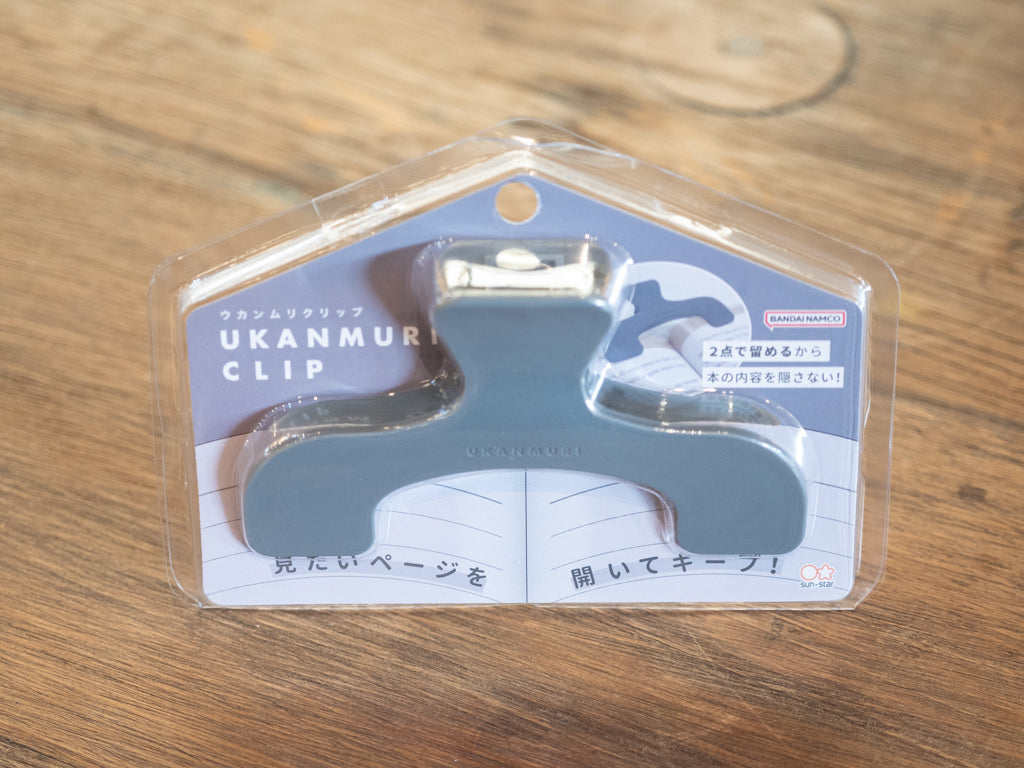 ウカンムリクリップ
UKANMURI
CLIP
BANDAI NAMCO
2点で留めるから
本の内容を隠さない!
UKANMURI
見たいページを
開いてキープ!
sun-star